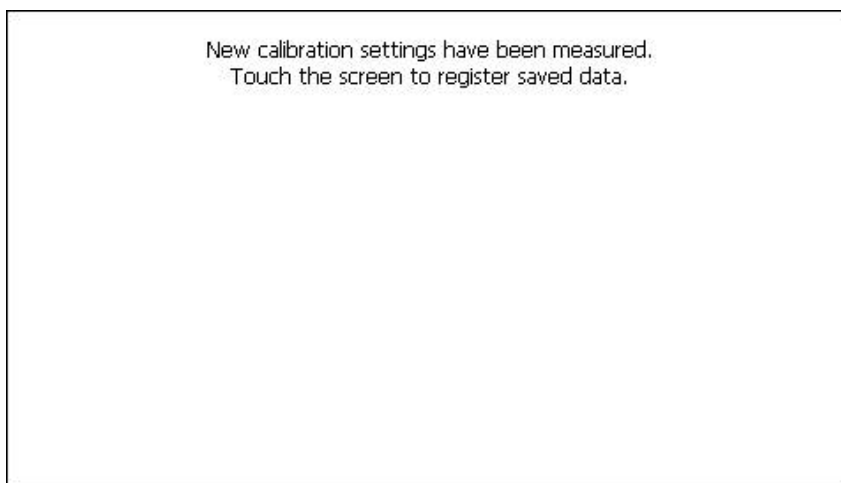 New calibration settings have been measured.
Touch the screen to register saved data.